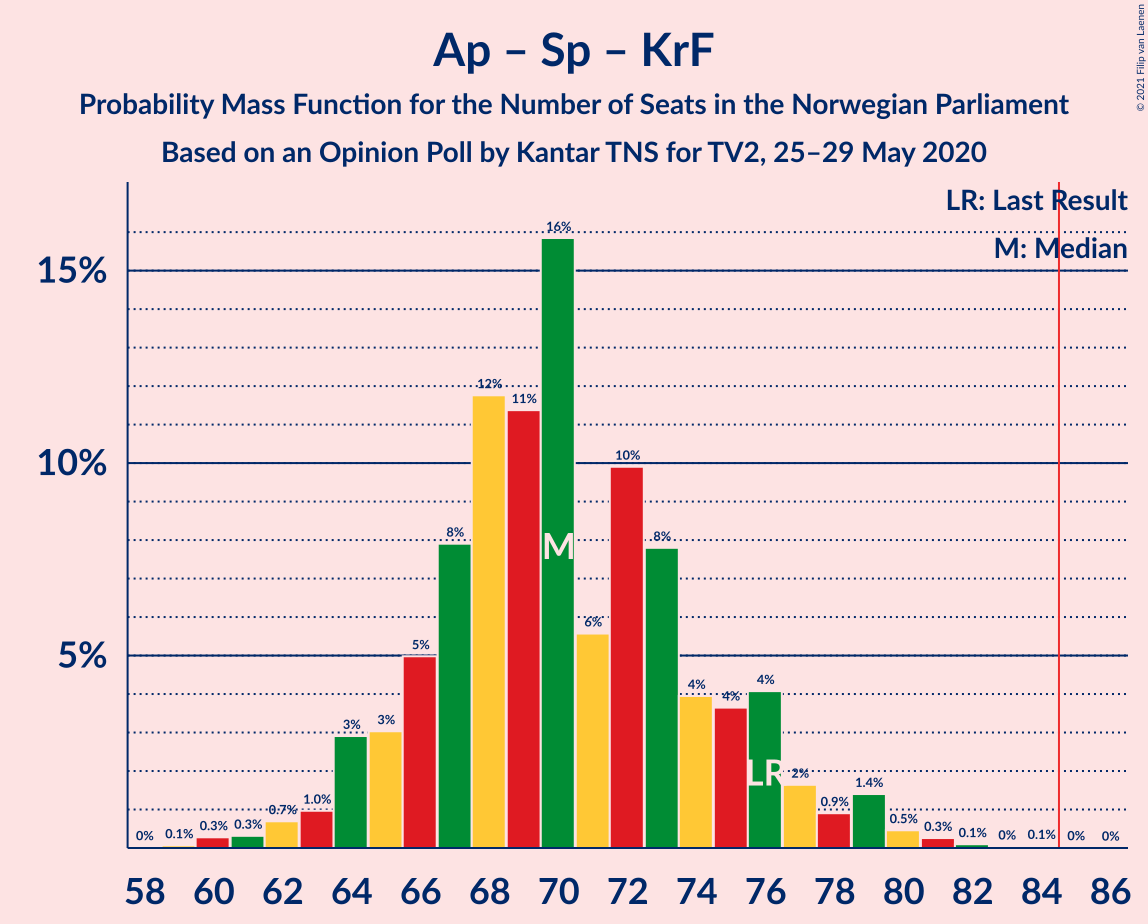 Ap – Sp – KrF
Probability Mass Function for the Number of Seats in the Norwegian Parliament
Based on an Opinion Poll by Kantar TNS for TV2, 25–29 May 2020
© 2021 Filip van Laenen
LR: Last Result
M: Median
15%
10%
5%
0% 0.1% 0.3% 0.3% 0.7% 1.0% 3% 3% 5% 8% 12% 11% 16% 6% 10% 8% 4% 4% 4% 2% 0.9% 1.4% 0.5% 0.3% 0.1% 0% 0.1% 0% 0%
M
LR
58 60 62 64 66 68 70 72 74 76 78 80 82 84 86